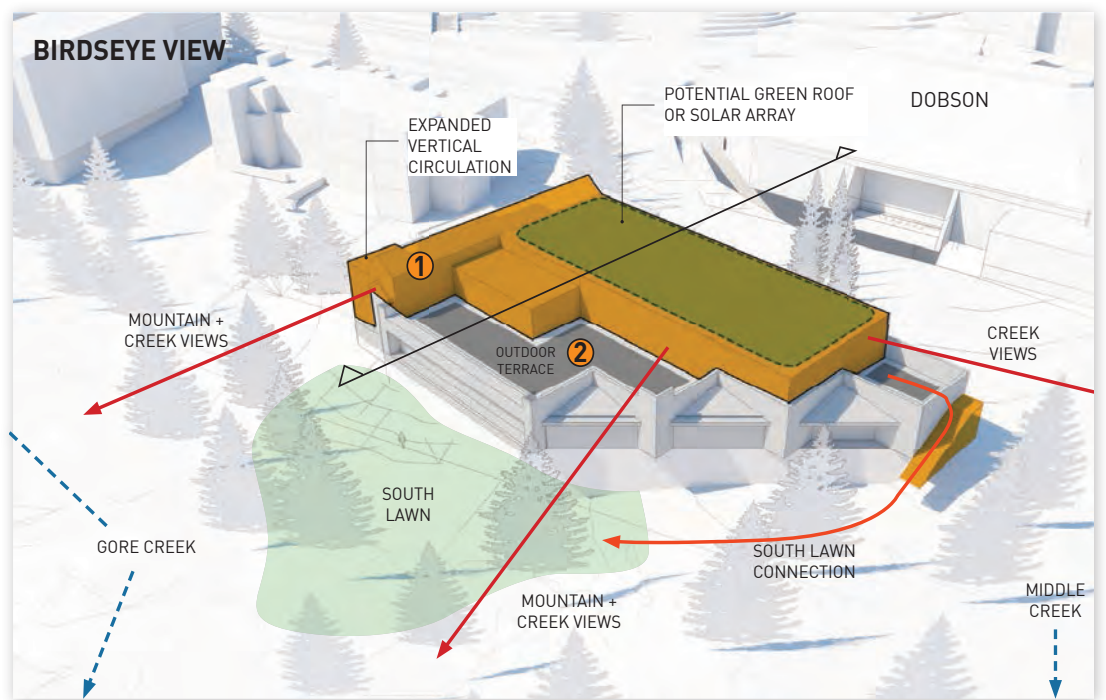 BIRDSEYE VIEW
EXPANDED
VERTICAL
CIRCULATION
POTENTIAL GREEN ROOF
OR SOLAR ARRAY
DOBSON
1
MOUNTAIN +
CREEK VIEWS
OUTDOOR
TERRACE
2
CREEK
VIEWS
SOUTH
LAWN
GORE CREEK
SOUTH LAWN
CONNECTION
MOUNTAIN +
CREEK VIEWS
MIDDLE
CREEK